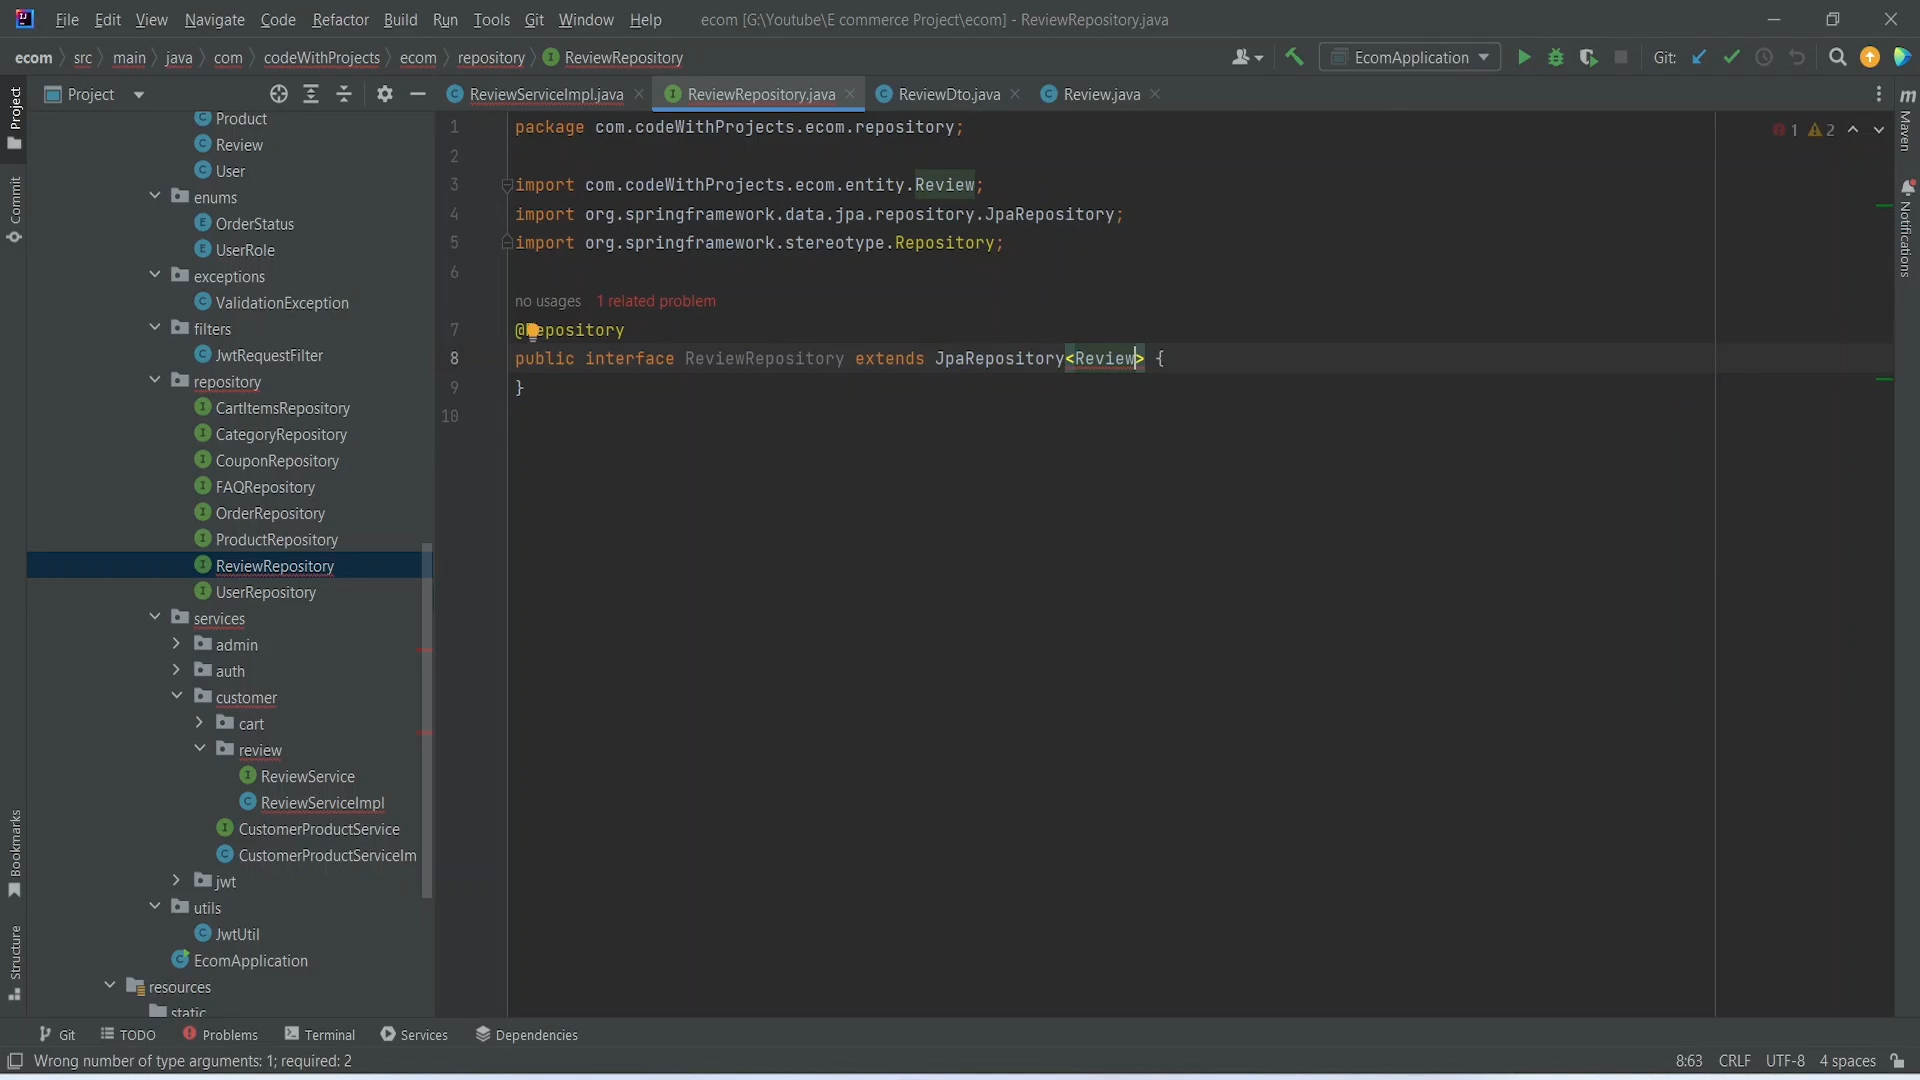 File Edit View Navigate Code Refactor Build Run Tools Git Window Help ecom [G:\Youtube\E commerce Project\ecom] - ReviewRepository.java
ecom src main java com codeWithProjects ecom repository ReviewRepository EcomApplication Git:
Project ReviewServiceImpl.java ReviewRepository.java ReviewDto.java Review.java
Project
Commit
Bookmarks
Structure
Product
Review
User
enums
OrderStatus
UserRole
exceptions
ValidationException
filters
JwtRequestFilter
repository
CartItemsRepository
CategoryRepository
CouponRepository
FAQRepository
OrderRepository
ProductRepository
ReviewRepository
UserRepository
services
admin
auth
customer
cart
review
ReviewService
ReviewServiceImpl
CustomerProductService
CustomerProductServiceIm
jwt
utils
JwtUtil
EcomApplication
resources
static
1 package com.codeWithProjects.ecom.repository;
2
3 import com.codeWithProjects.ecom.entity.Review;
4 import org.springframework.data.jpa.repository.JpaRepository;
5 import org.springframework.stereotype.Repository;
6
no usages 1 related problem
7 @Repository
8 public interface ReviewRepository extends JpaRepository<Review> {
9 }
10
1 2
m Maven
Notifications
Git TODO Problems Terminal Services Dependencies
Wrong number of type arguments: 1; required: 2 8:63 CRLF UTF-8 4 spaces